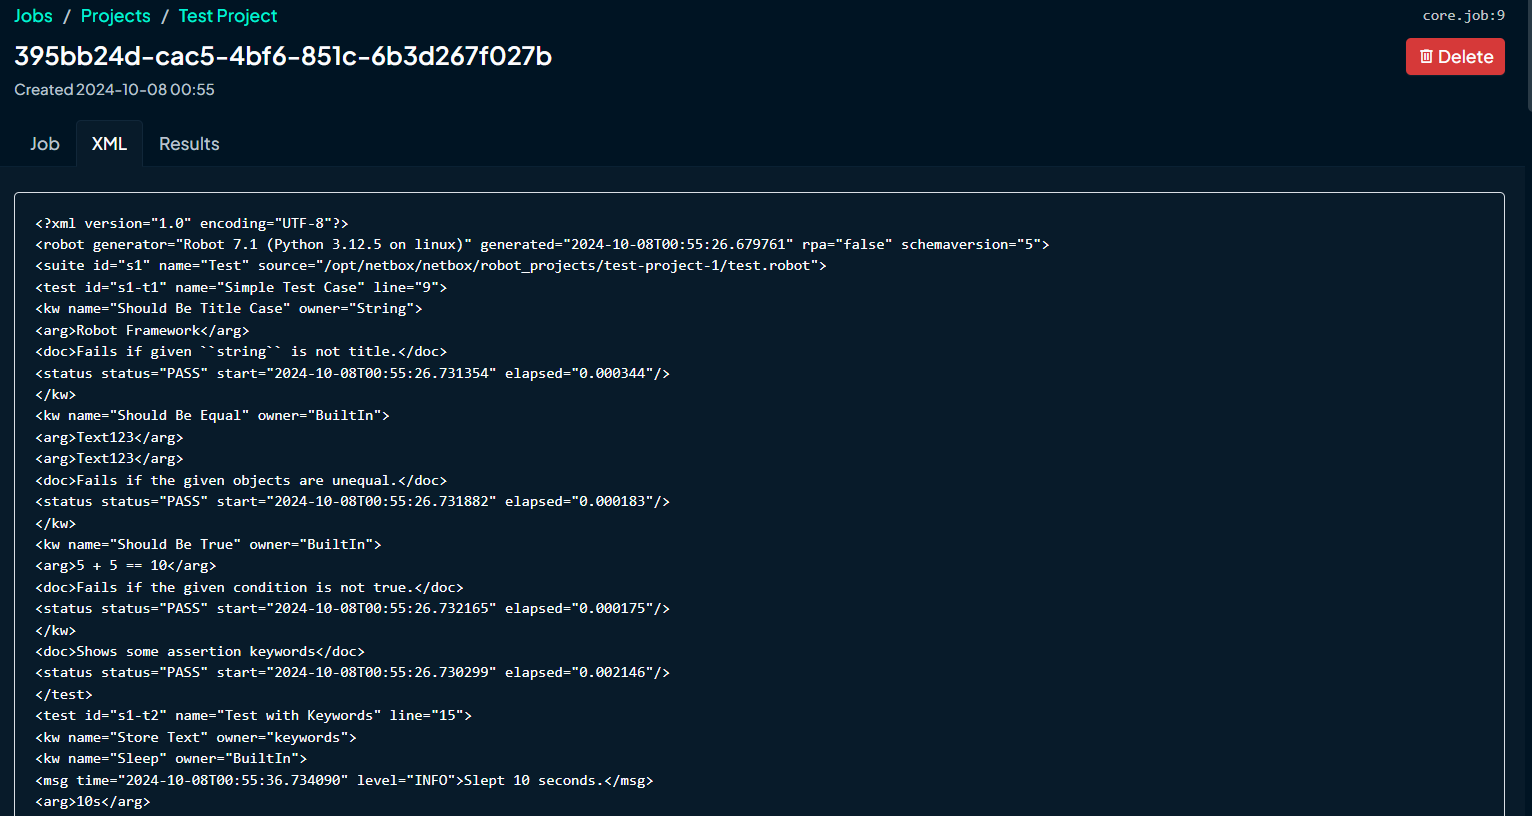 Jobs / Projects / Test Project
core.job:9
395bb24d-cac5-4bf6-851c-6b3d267f027b
Delete
Created 2024-10-08 00:55
Job XML Results
<?xml version="1.0" encoding="UTF-8"?>
<robot generator="Robot 7.1 (Python 3.12.5 on linux)" generated="2024-10-08T00:55:26.679761" rpa="false" schemaversion="5">
<suite id="s1" name="Test" source="/opt/netbox/netbox/robot_projects/test-project-1/test.robot">
<test id="s1-t1" name="Simple Test Case" line="9">
<kw name="Should Be Title Case" owner="String">
<arg>Robot Framework</arg>
<doc>Fails if given ``string`` is not title.</doc>
<status status="PASS" start="2024-10-08T00:55:26.731354" elapsed="0.000344"/>
</kw>
<kw name="Should Be Equal" owner="BuiltIn">
<arg>Text123</arg>
<arg>Text123</arg>
<doc>Fails if the given objects are unequal.</doc>
<status status="PASS" start="2024-10-08T00:55:26.731882" elapsed="0.000183"/>
</kw>
<kw name="Should Be True" owner="BuiltIn">
<arg>5 + 5 == 10</arg>
<doc>Fails if the given condition is not true.</doc>
<status status="PASS" start="2024-10-08T00:55:26.732165" elapsed="0.000175"/>
</kw>
<doc>Shows some assertion keywords</doc>
<status status="PASS" start="2024-10-08T00:55:26.730299" elapsed="0.002146"/>
</test>
<test id="s1-t2" name="Test with Keywords" line="15">
<kw name="Store Text" owner="keywords">
<kw name="Sleep" owner="BuiltIn">
<msg time="2024-10-08T00:55:36.734090" level="INFO">Slept 10 seconds.</msg>
<arg>10s</arg>